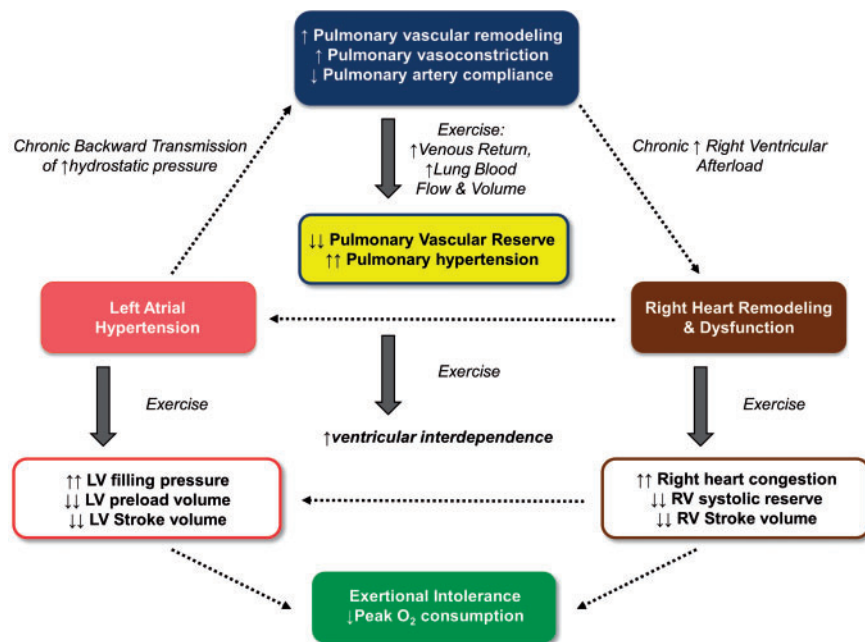 ↑ Pulmonary vascular remodeling
↑ Pulmonary vasoconstriction
↓ Pulmonary artery compliance
Chronic Backward Transmission
of ↑hydrostatic pressure
Exercise:
↑Venous Return,
↑Lung Blood
Flow & Volume
Chronic ↑ Right Ventricular
Afterload
↓↓ Pulmonary Vascular Reserve
↑↑ Pulmonary hypertension
Left Atrial
Hypertension
Right Heart Remodeling
& Dysfunction
Exercise
Exercise
Exercise
↑ventricular interdependence
↑↑ LV filling pressure
↓↓ LV preload volume
↓↓ LV Stroke volume
↑↑ Right heart congestion
↓↓ RV systolic reserve
↓↓ RV Stroke volume
Exertional Intolerance
↓Peak O₂ consumption